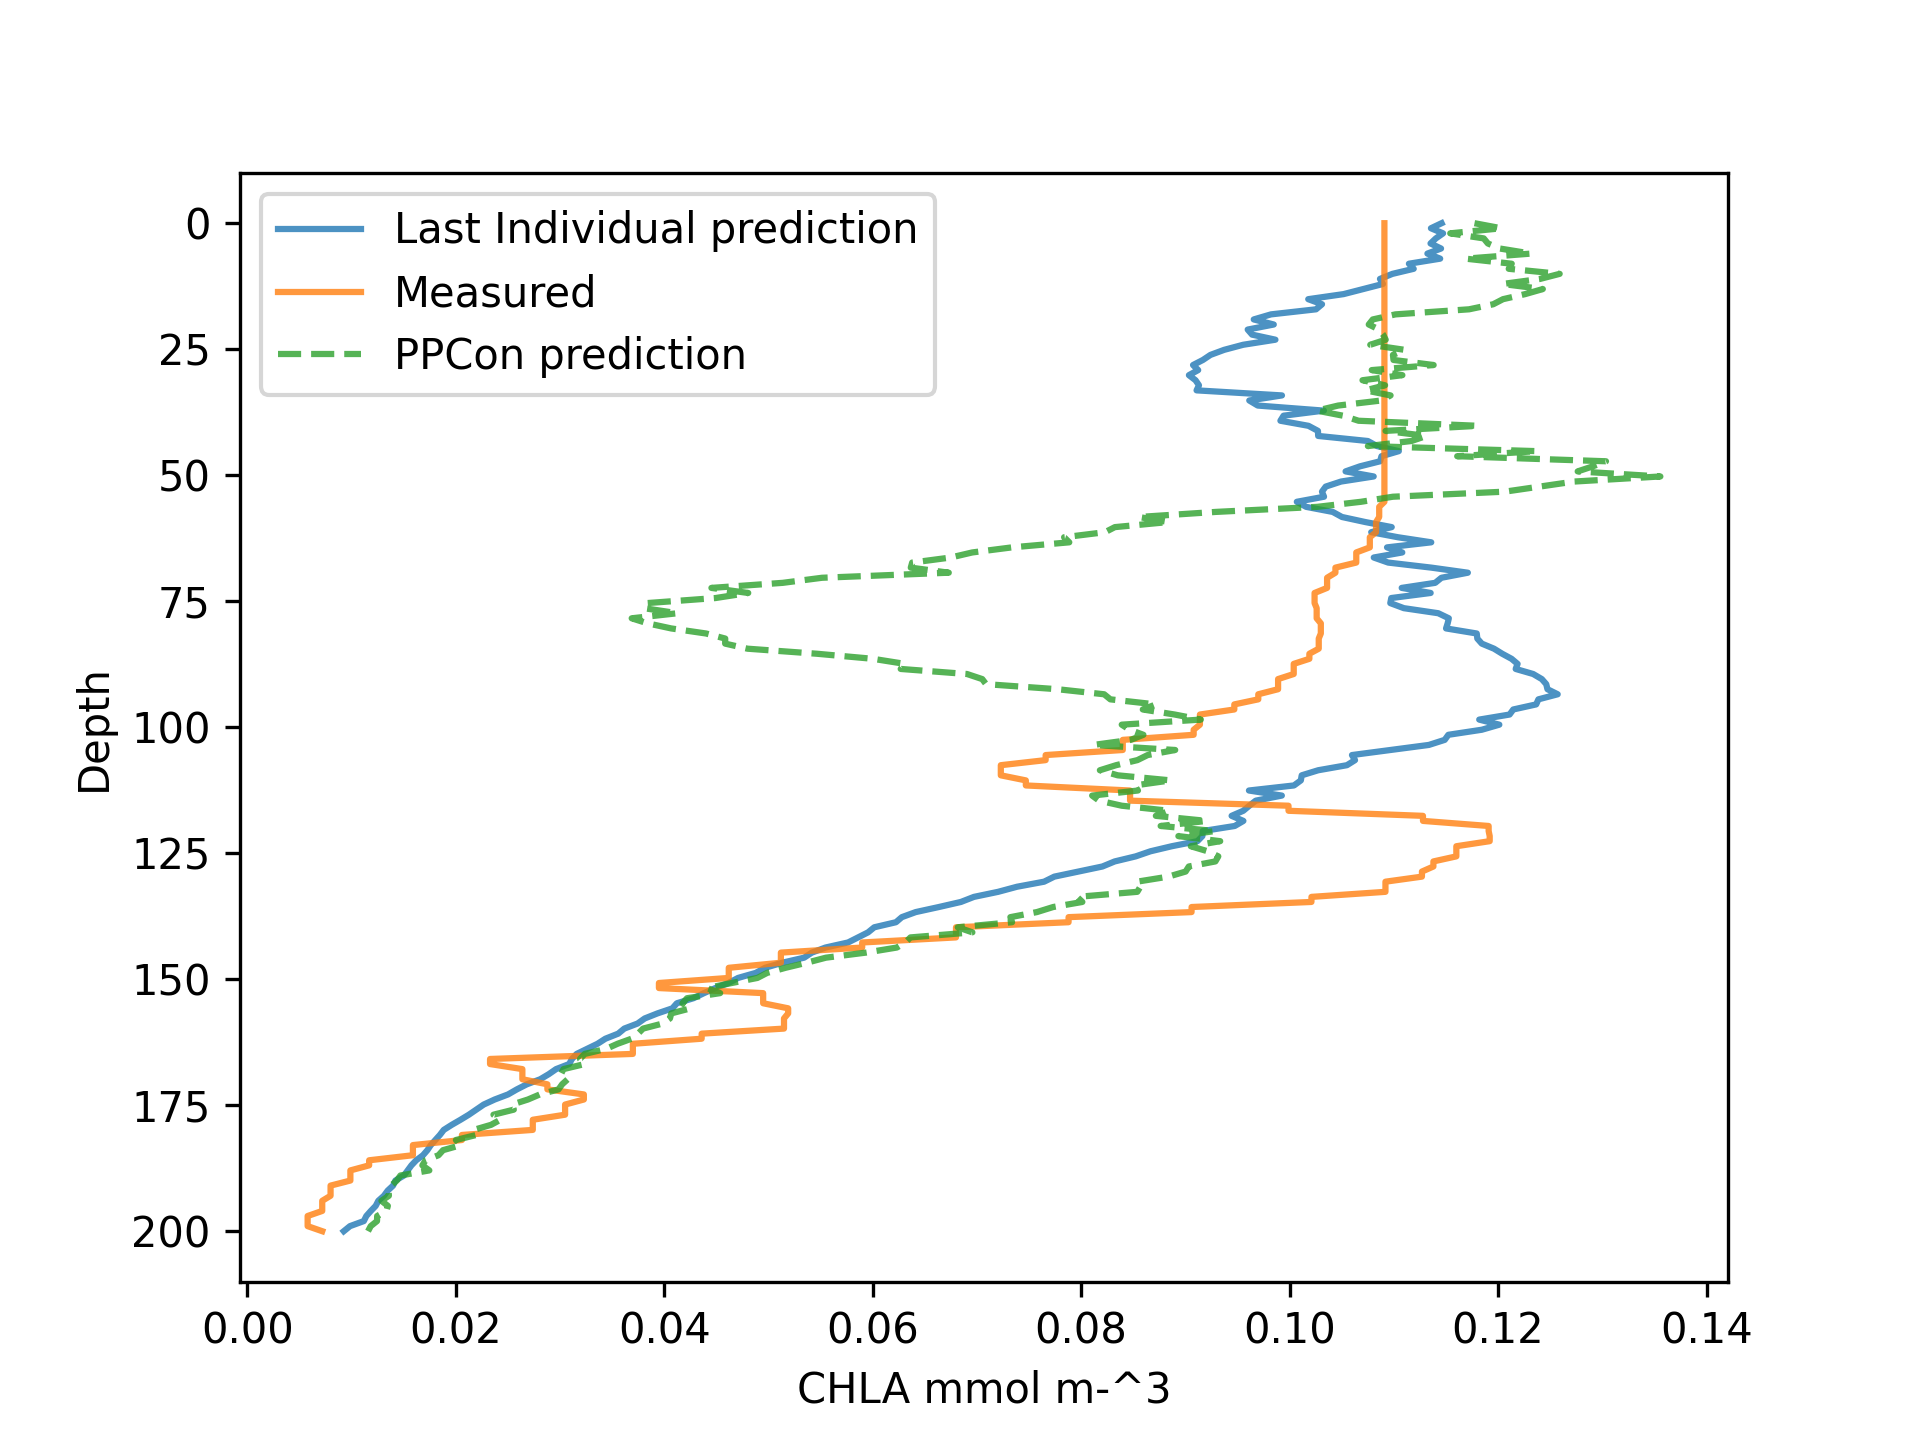 Last Individual prediction
Measured
PPCon prediction
0
25
50
75
100
125
150
175
200
Depth
0.00 0.02 0.04 0.06 0.08 0.10 0.12 0.14
CHLA mmol m-^3